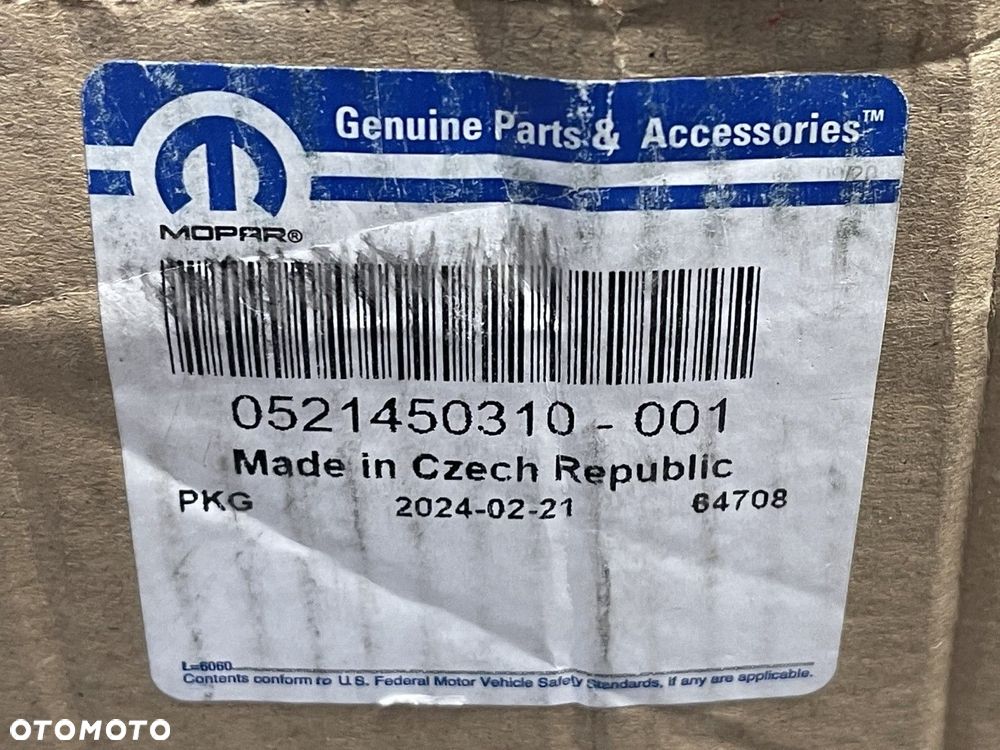 Genuine Parts & Accessories™
MOPAR®
0521450310 - 001
Made in Czech Republic
PKG 2024-02-21 64708
L=6060
Contents conform to U.S. Federal Motor Vehicle Safety Standards, if any are applicable.
OTOMOTO